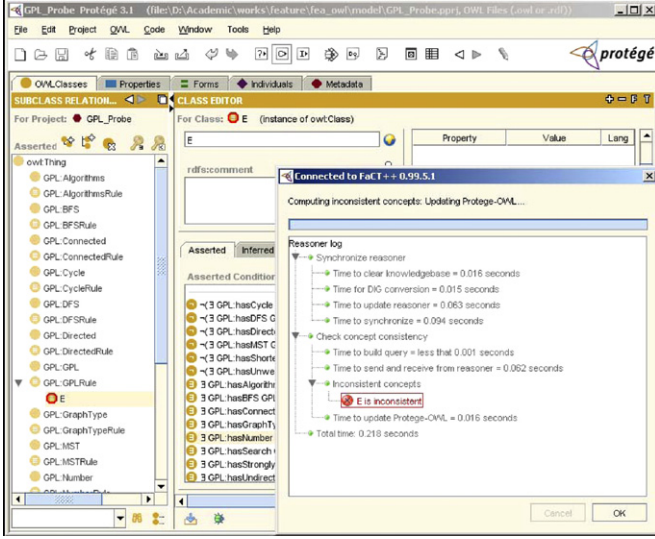 GPL_Probe Protégé 3.1 (file:\D:\Academic\works\feature\fea_owl\model\GPL_Probe.pprj, OWL Files (.owl or .rdf))
File Edit Project OWL Code Window Tools Help
protégé
OWLClasses Properties Forms Individuals Metadata
SUBCLASS RELATION...
CLASS EDITOR
For Project: GPL_Probe
For Class: E (instance of owl:Class)
Asserted
E
Property Value Lang
rdfs:comment
owl:Thing
GPL:Algorithms
GPL:AlgorithmsRule
GPL:BFS
GPL:BFSRule
GPL:Connected
GPL:ConnectedRule
GPL:Cycle
GPL:CycleRule
GPL:DFS
GPL:DFSRule
GPL:Directed
GPL:DirectedRule
GPL:GPL
GPL:GPLRule
E
GPL:GraphType
GPL:GraphTypeRule
GPL:MST
GPL:MSTRule
GPL:Number
Asserted Inferred
Asserted Condition
¬(∃ GPL:hasCycle
¬(∃ GPL:hasDFS G
¬(∃ GPL:hasDirect
¬(∃ GPL:hasMST G
¬(∃ GPL:hasShorte
¬(∃ GPL:hasUnwe
∃ GPL:hasAlgorith
∃ GPL:hasBFS GPL
∃ GPL:hasConnect
∃ GPL:hasGraphTy
∃ GPL:hasNumber
∃ GPL:hasSearch
∃ GPL:hasStrongly
∃ GPL:hasUndirect
Connected to FaCT++ 0.99.5.1
Computing inconsistent concepts: Updating Protege-OWL...
Reasoner log
Synchronize reasoner
Time to clear knowledgebase = 0.016 seconds
Time for DIG conversion = 0.015 seconds
Time to update reasoner = 0.063 seconds
Time to synchronize = 0.094 seconds
Check concept consistency
Time to build query = less that 0.001 seconds
Time to send and receive from reasoner = 0.062 seconds
Inconsistent concepts
E is inconsistent
Time to update Protege-OWL = 0.016 seconds
Total time: 0.218 seconds
Cancel OK